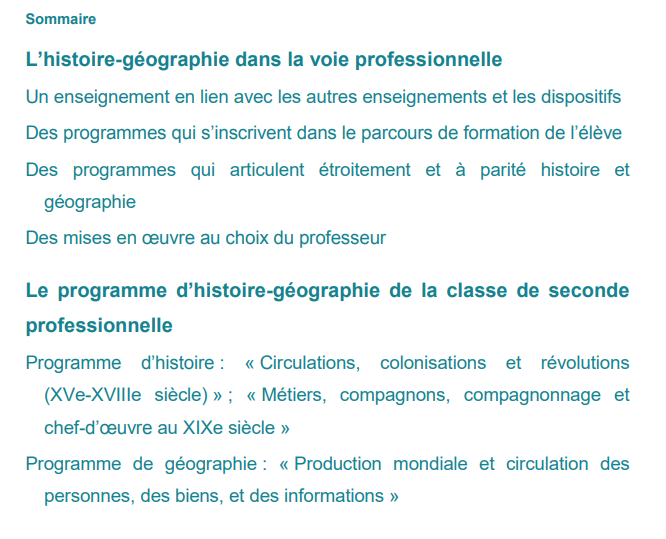 Sommaire
L’histoire-géographie dans la voie professionnelle
Un enseignement en lien avec les autres enseignements et les dispositifs
Des programmes qui s’inscrivent dans le parcours de formation de l’élève
Des programmes qui articulent étroitement et à parité histoire et
géographie
Des mises en œuvre au choix du professeur
Le programme d’histoire-géographie de la classe de seconde
professionnelle
Programme d’histoire : « Circulations, colonisations et révolutions
(XVe-XVIIIe siècle) » ; « Métiers, compagnons, compagnonnage et
chef-d’œuvre au XIXe siècle »
Programme de géographie : « Production mondiale et circulation des
personnes, des biens, et des informations »